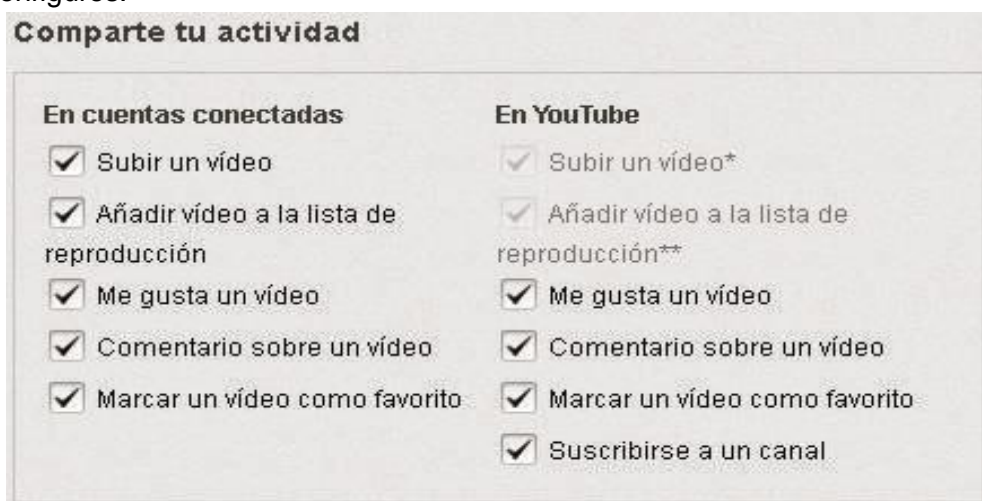 Comparte tu actividad
En cuentas conectadas
Subir un vídeo
Añadir vídeo a la lista de
reproducción
Me gusta un vídeo
Comentario sobre un vídeo
Marcar un vídeo como favorito
En YouTube
Subir un vídeo*
Añadir vídeo a la lista de
reproducción**
Me gusta un vídeo
Comentario sobre un vídeo
Marcar un vídeo como favorito
Suscribirse a un canal